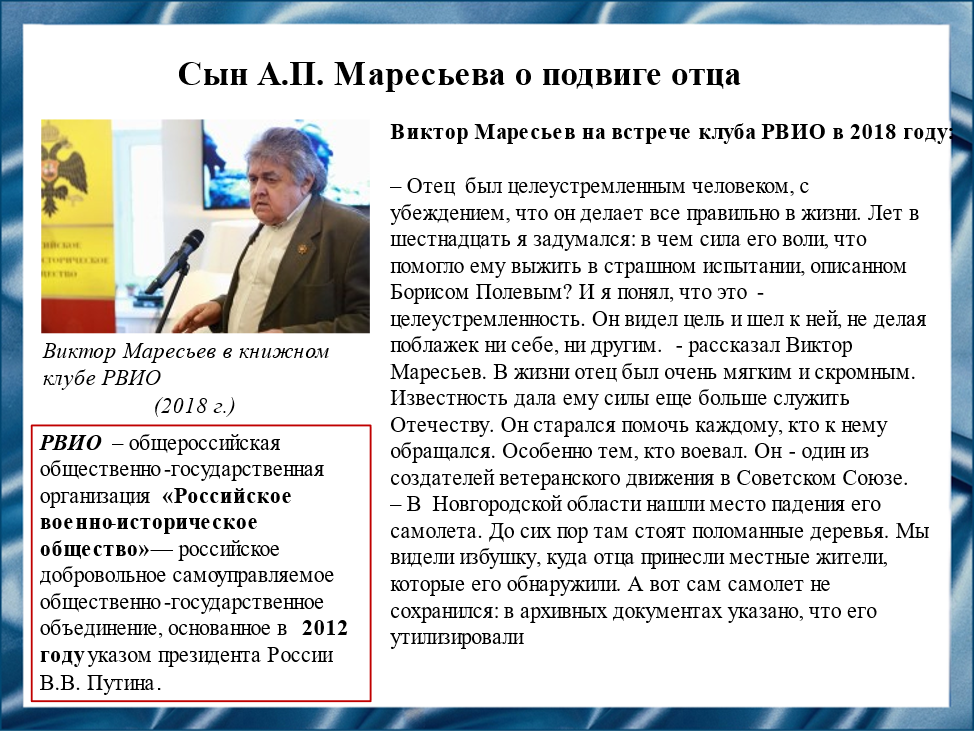 Сын А.П. Маресьева о подвиге отца
ИЙСКОЕ
ИСТОРИЧЕСКОЕ
ЩЕСТВО
Виктор Маресьев в книжном
клубе РВИО
(2018 г.)
РВИО – общероссийская
общественно-государственная
организация «Российское
военно-историческое
общество»— российское
добровольное самоуправляемое
общественно-государственное
объединение, основанное в 2012
году указом президента России
В.В. Путина.
Виктор Маресьев на встрече клуба РВИО в 2018 году:
– Отец был целеустремленным человеком, с
убеждением, что он делает все правильно в жизни. Лет в
шестнадцать я задумался: в чем сила его воли, что
помогло ему выжить в страшном испытании, описанном
Борисом Полевым? И я понял, что это -
целеустремленность. Он видел цель и шел к ней, не делая
поблажек ни себе, ни другим. - рассказал Виктор
Маресьев. В жизни отец был очень мягким и скромным.
Известность дала ему силы еще больше служить
Отечеству. Он старался помочь каждому, кто к нему
обращался. Особенно тем, кто воевал. Он - один из
создателей ветеранского движения в Советском Союзе.
– В Новгородской области нашли место падения его
самолета. До сих пор там стоят поломанные деревья. Мы
видели избушку, куда отца принесли местные жители,
которые его обнаружили. А вот сам самолет не
сохранился: в архивных документах указано, что его
утилизировали